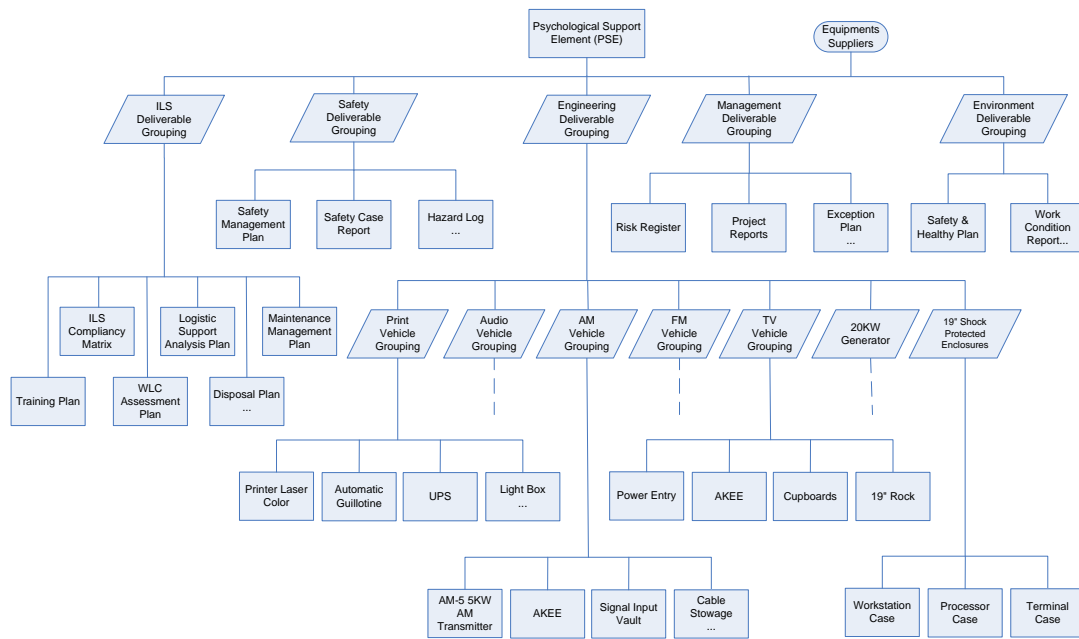 Psychological Support
Element (PSE)
Equipments
Suppliers
ILS
Deliverable
Grouping
Safety
Deliverable
Grouping
Engineering
Deliverable
Grouping
Management
Deliverable
Grouping
Environment
Deliverable
Grouping
Safety
Management
Plan
Safety Case
Report
Hazard Log
...
Risk Register
Project
Reports
Exception
Plan
...
Safety &
Healthy Plan
Work
Condition
Report...
ILS
Compliancy
Matrix
Logistic
Support
Analysis Plan
Maintenance
Management
Plan
Training Plan
WLC
Assessment
Plan
Disposal Plan
...
Print
Vehicle
Grouping
Audio
Vehicle
Grouping
AM
Vehicle
Grouping
FM
Vehicle
Grouping
TV
Vehicle
Grouping
20KW
Generator
19" Shock
Protected
Enclosures
Printer Laser
Color
Automatic
Guillotine
UPS
Light Box
...
Power Entry
AKEE
Cupboards
19" Rock
AM-5 5KW
AM
Transmitter
AKEE
Signal Input
Vault
Cable
Stowage
...
Workstation
Case
Processor
Case
Terminal
Case